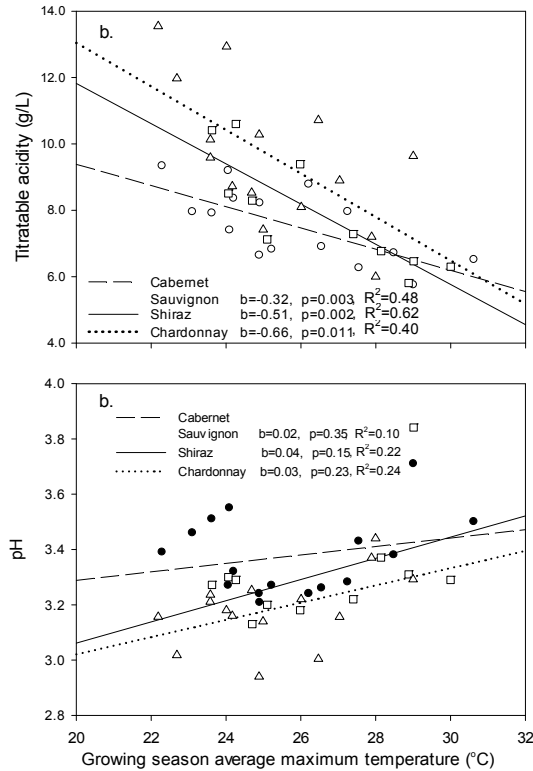 14.0
b.
12.0
10.0
8.0
6.0
4.0
Titratable acidity (g/L)
Cabernet
Sauvignon b=-0.32, p=0.003, R²=0.48
Shiraz b=-0.51, p=0.002, R²=0.62
Chardonnay b=-0.66, p=0.011, R²=0.40
4.0
b.
3.8
3.6
3.4
3.2
3.0
2.8
pH
Cabernet
Sauvignon b=0.02, p=0.35, R²=0.10
Shiraz b=0.04, p=0.15, R²=0.22
Chardonnay b=0.03, p=0.23, R²=0.24
20 22 24 26 28 30 32
Growing season average maximum temperature (°C)